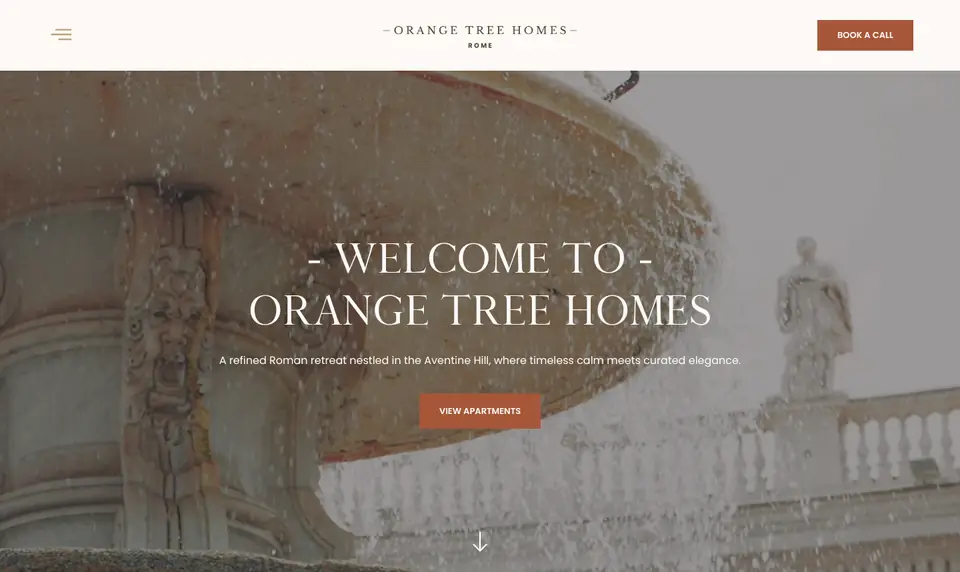 –ORANGE TREE HOMES–
ROME
BOOK A CALL
- WELCOME TO -
ORANGE TREE HOMES
A refined Roman retreat nestled in the Aventine Hill, where timeless calm meets curated elegance.
VIEW APARTMENTS